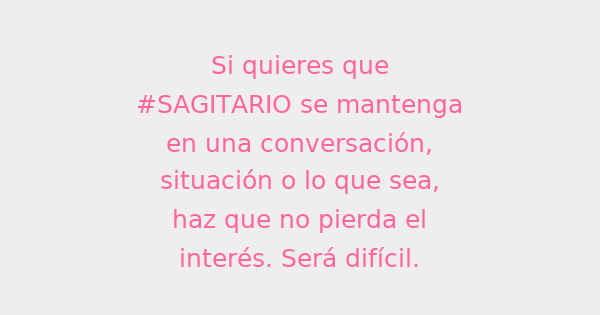 Si quieres que
#SAGITARIO se mantenga
en una conversación,
situación o lo que sea,
haz que no pierda el
interés. Será difícil.